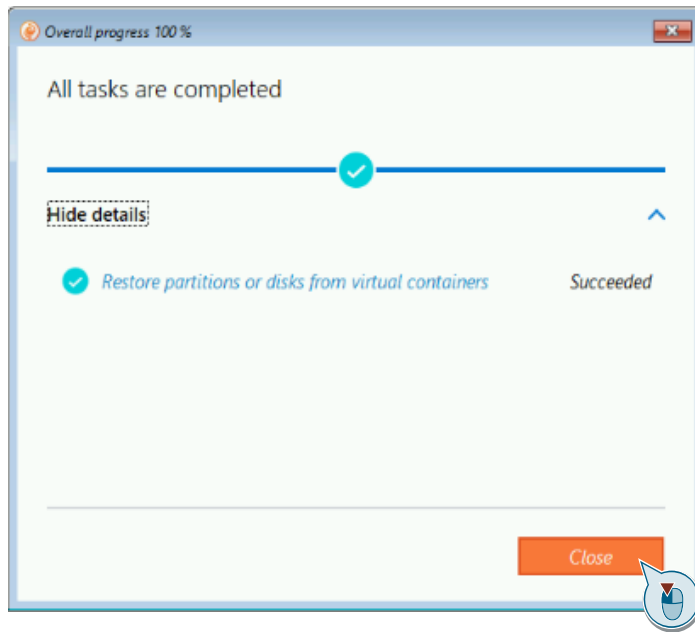 Overall progress 100 %
All tasks are completed
Hide details
Restore partitions or disks from virtual containers Succeeded
Close